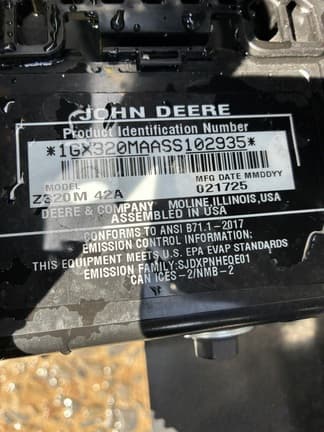 JOHN DEERE
Product Identification Number
*1GX320MAASS102935*
MODEL MFG DATE MMDDYY
Z320M 42A 021725
DEERE & COMPANY MOLINE, ILLINOIS, USA
ASSEMBLED IN USA
CONFORMS TO ANSI B71.1-2017
EMISSION CONTROL INFORMATION:
THIS EQUIPMENT MEETS U.S. EPA EVAP STANDARDS
EMISSION FAMILY:SJDXPNHEQE01
CAN ICES-2/NMB-2